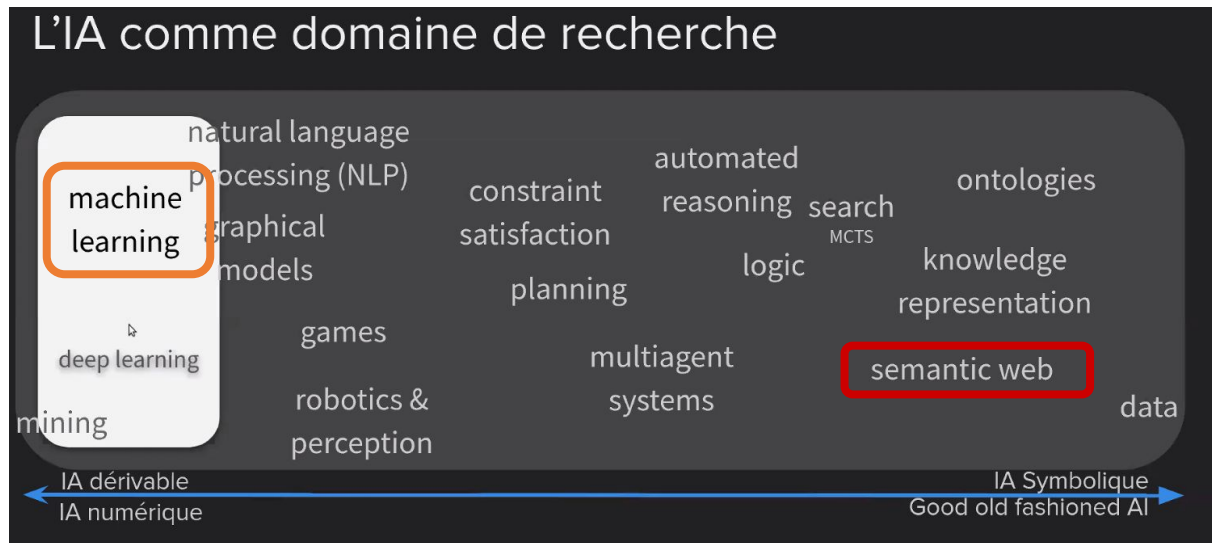 L'IA comme domaine de recherche
natural language
processing (NLP)
machine
learning
graphical
models
constraint
satisfaction
automated
reasoning
search
MCTS
ontologies
logic
knowledge
representation
planning
games
deep learning
multiagent
systems
semantic web
robotics &
perception
mining
data
IA dérivable
IA numérique
IA Symbolique
Good old fashioned AI